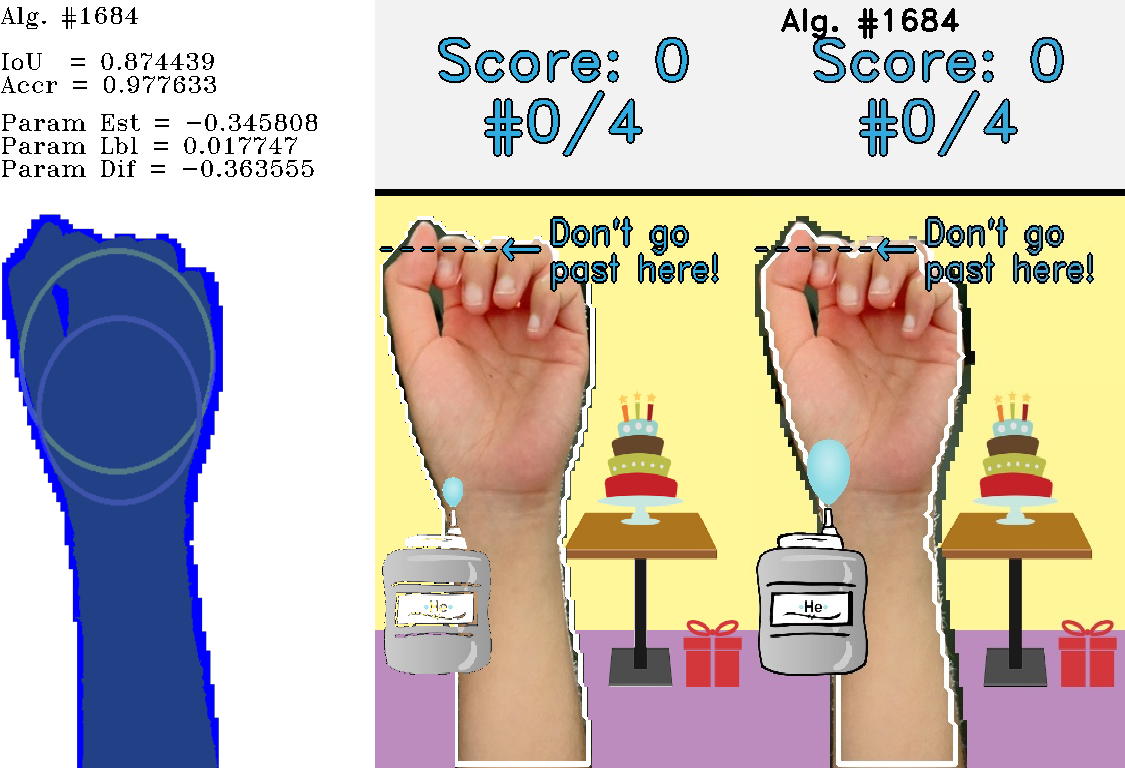 Alg. #1684
IoU = 0.874439
Accr = 0.977633
Param Est = −0.345808
Param Lbl = 0.017747
Param Dif = −0.363555
Score: 0
#0/4
Don't go
past here!
He
Alg. #1684
Score: 0
#0/4
Don't go
past here!
He